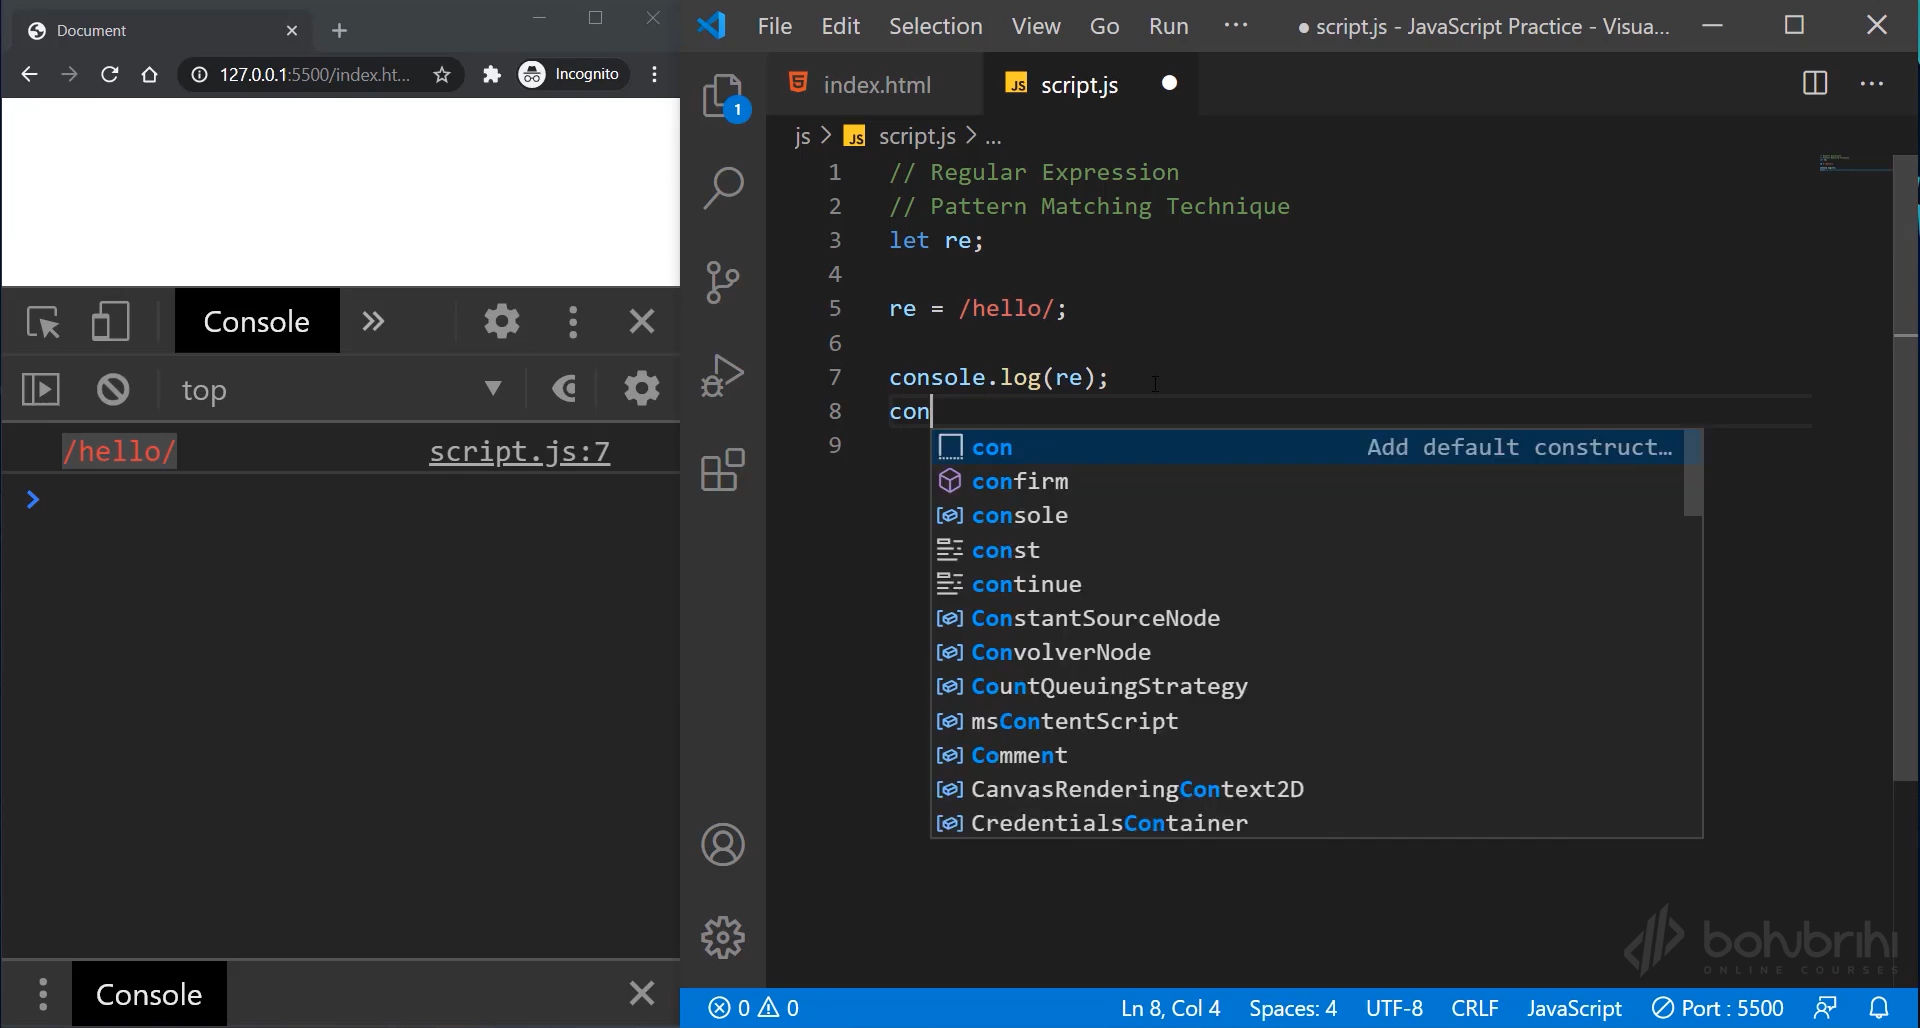 Document
127.0.0.1:5500/index.ht...
Incognito
Console
top
/hello/ script.js:7
Console
File Edit Selection View Go Run ...
● script.js - JavaScript Practice - Visua...
1
index.html
JS script.js
js > JS script.js > ...
1 // Regular Expression
2 // Pattern Matching Technique
3 let re;
4
5 re = /hello/;
6
7 console.log(re);
8 con
9
con Add default construct...
confirm
console
const
continue
ConstantSourceNode
ConvolverNode
CountQueuingStrategy
msContentScript
Comment
CanvasRenderingContext2D
CredentialsContainer
bohubrihi
ONLINE COURSES
0 0 Ln 8, Col 4 Spaces: 4 UTF-8 CRLF JavaScript Port : 5500